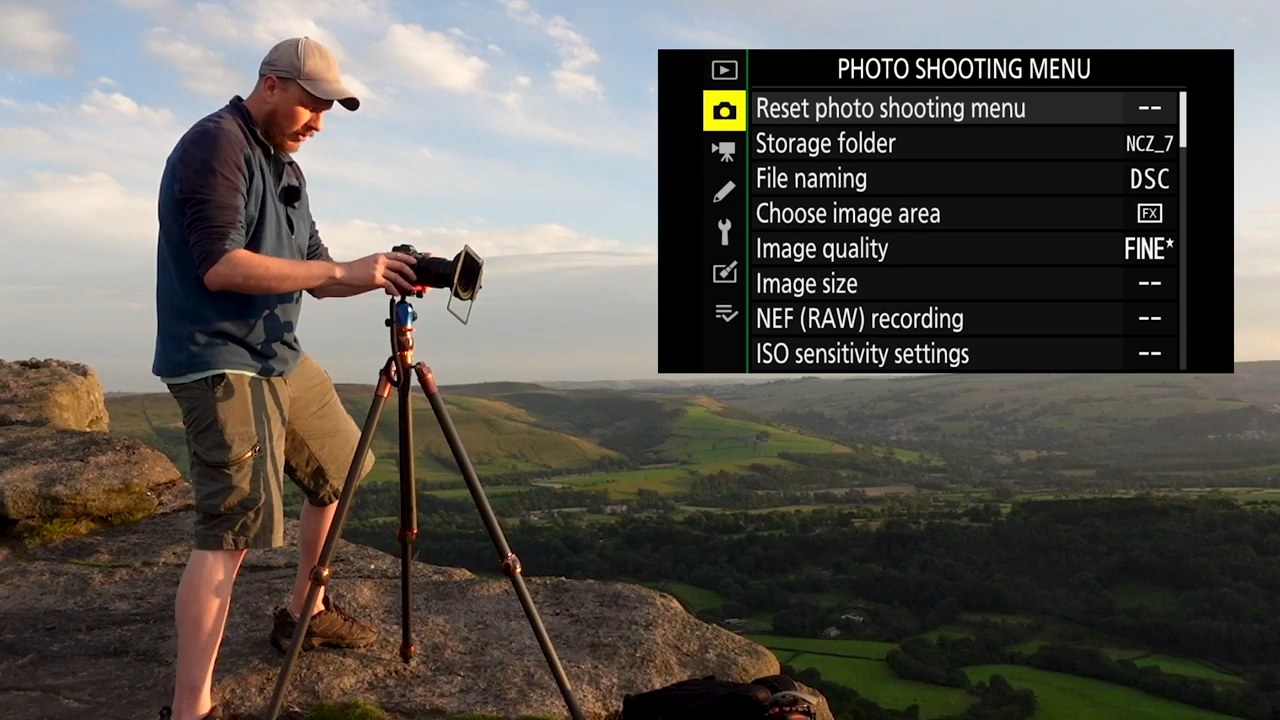 PHOTO SHOOTING MENU
Reset photo shooting menu --
Storage folder NCZ_7
File naming DSC
Choose image area FX
Image quality FINE★
Image size --
NEF (RAW) recording --
ISO sensitivity settings --